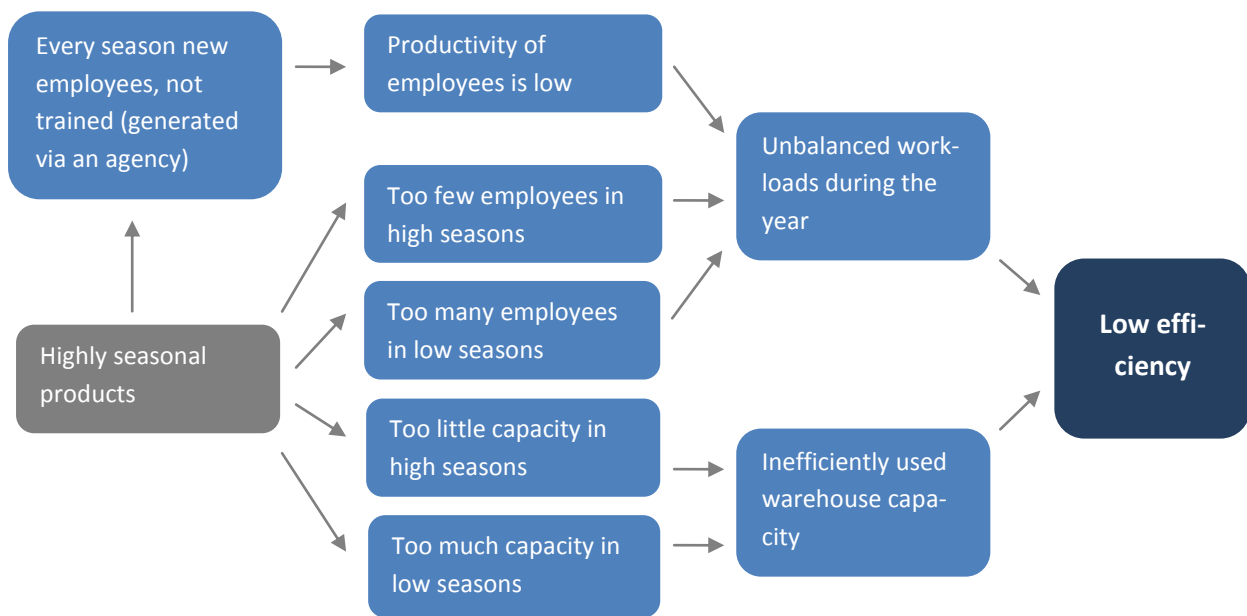 Every season new
employees, not
trained (generated
via an agency)
Productivity of
employees is low
Unbalanced work-
loads during the
year
Too few employees in
high seasons
Too many employees
in low seasons
Highly seasonal
products
Low effi-
ciency
Too little capacity in
high seasons
Inefficiently used
warehouse capa-
city
Too much capacity in
low seasons